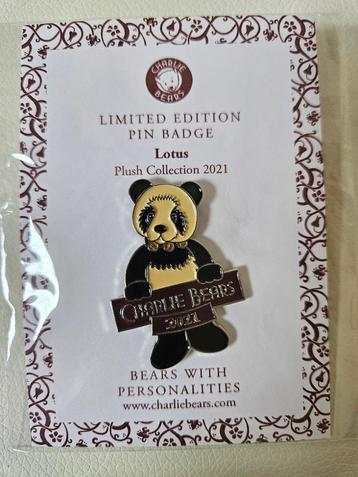 CHARLIE
BEARS
LIMITED EDITION
PIN BADGE
Lotus
Plush Collection 2021
CHARLIE BEARS
2021
BEARS WITH
PERSONALITIES
www.charliebears.com